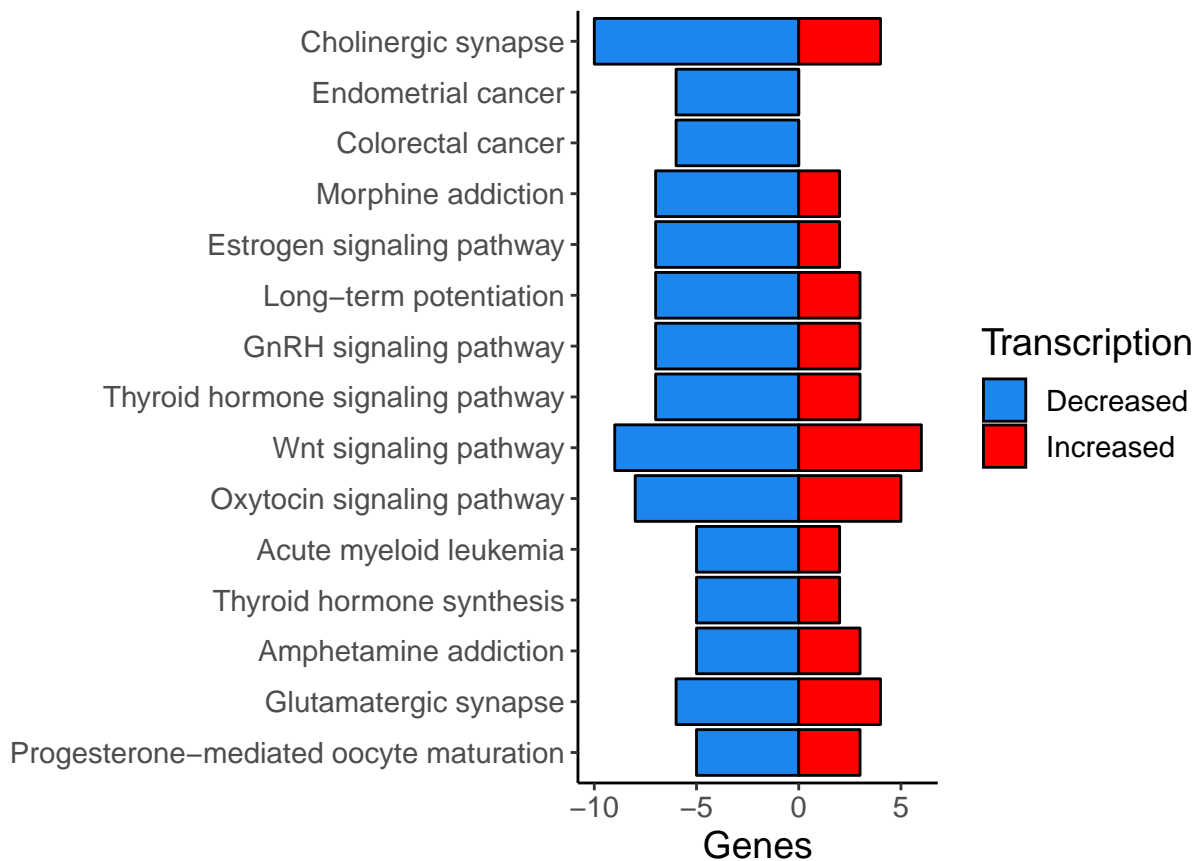 Cholinergic synapse
Endometrial cancer
Colorectal cancer
Morphine addiction
Estrogen signaling pathway
Long−term potentiation
GnRH signaling pathway
Thyroid hormone signaling pathway
Wnt signaling pathway
Oxytocin signaling pathway
Acute myeloid leukemia
Thyroid hormone synthesis
Amphetamine addiction
Glutamatergic synapse
Progesterone−mediated oocyte maturation
−10 −5 0 5
Genes
Transcription
Decreased
Increased